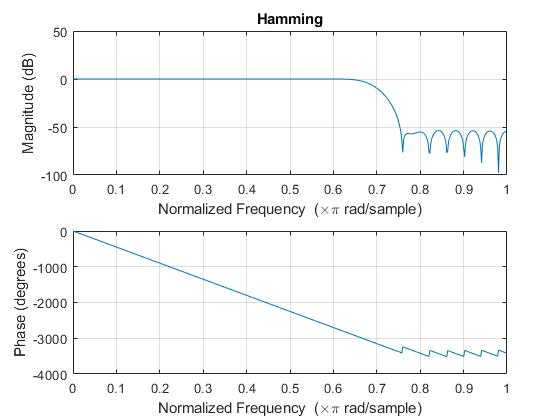 Hamming
50
0
-50
-100
Magnitude (dB)
0 0.1 0.2 0.3 0.4 0.5 0.6 0.7 0.8 0.9 1
Normalized Frequency (×π rad/sample)
0
-1000
-2000
-3000
-4000
Phase (degrees)
0 0.1 0.2 0.3 0.4 0.5 0.6 0.7 0.8 0.9 1
Normalized Frequency (×π rad/sample)